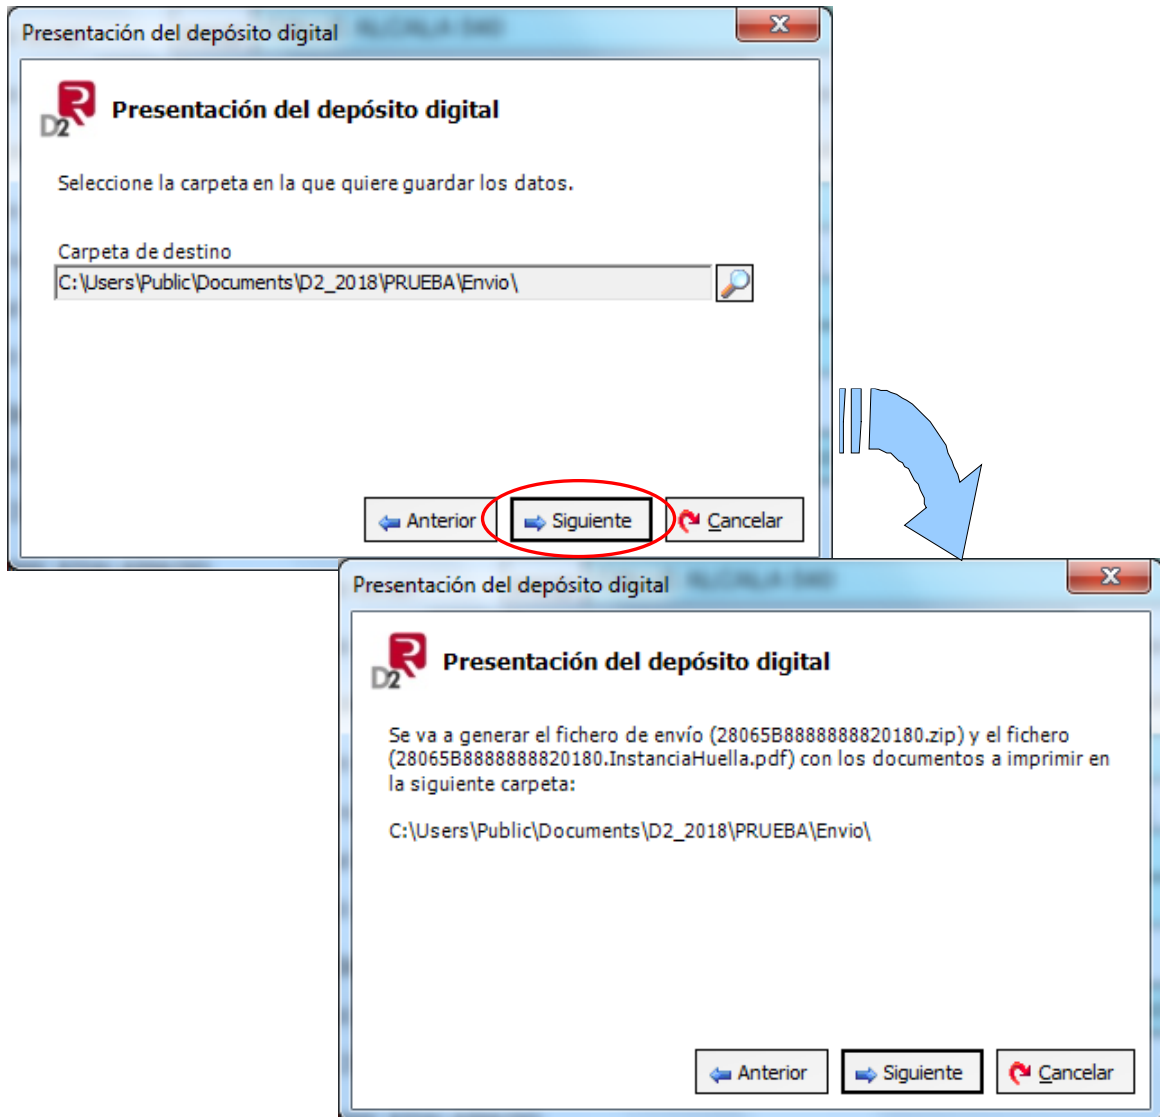 Presentación del depósito digital
D2
Presentación del depósito digital
Seleccione la carpeta en la que quiere guardar los datos.
Carpeta de destino
C:\Users\Public\Documents\D2_2018\PRUEBA\Envio\
Anterior
Siguiente
Cancelar
Presentación del depósito digital
D2
Presentación del depósito digital
Se va a generar el fichero de envío (28065B8888888820180.zip) y el fichero
(28065B8888888820180.InstanciaHuella.pdf) con los documentos a imprimir en
la siguiente carpeta:
C:\Users\Public\Documents\D2_2018\PRUEBA\Envio\
Anterior
Siguiente
Cancelar